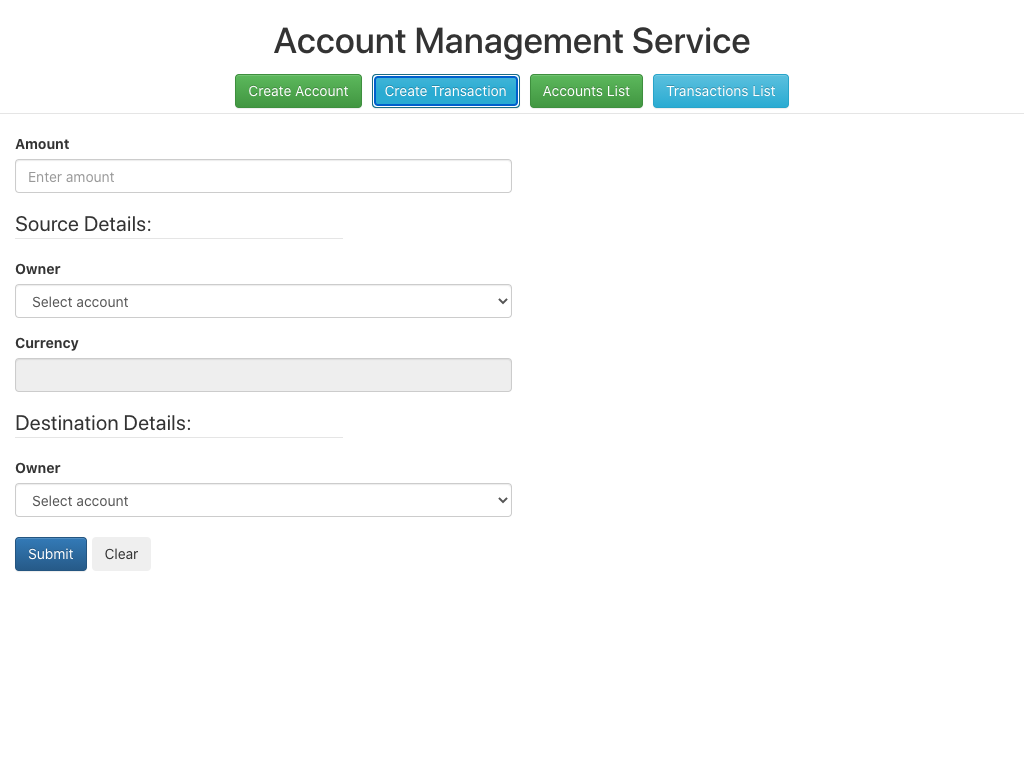 Account Management Service
Create Account Create Transaction Accounts List Transactions List
Amount
Enter amount
Source Details:
Owner
Select account
Currency
Destination Details:
Owner
Select account
Submit Clear